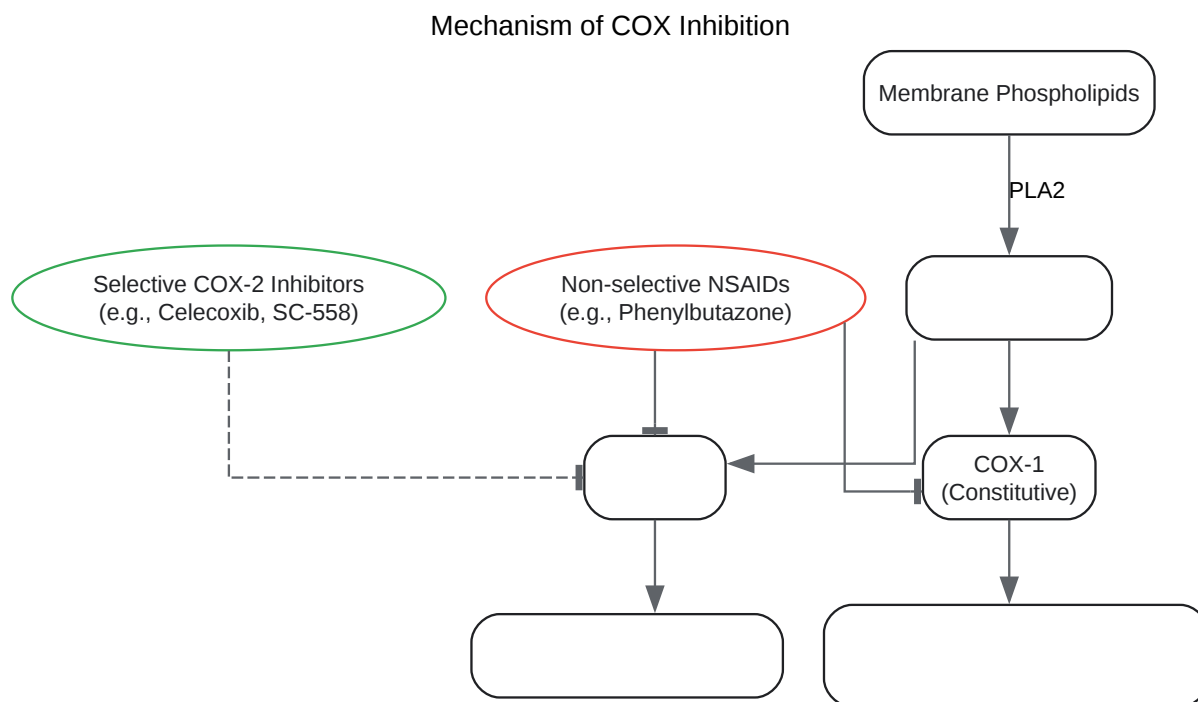 Mechanism of COX Inhibition
Membrane Phospholipids
PLA2
Selective COX-2 Inhibitors
(e.g., Celecoxib, SC-558)
Non-selective NSAIDs
(e.g., Phenylbutazone)
COX-1
(Constitutive)